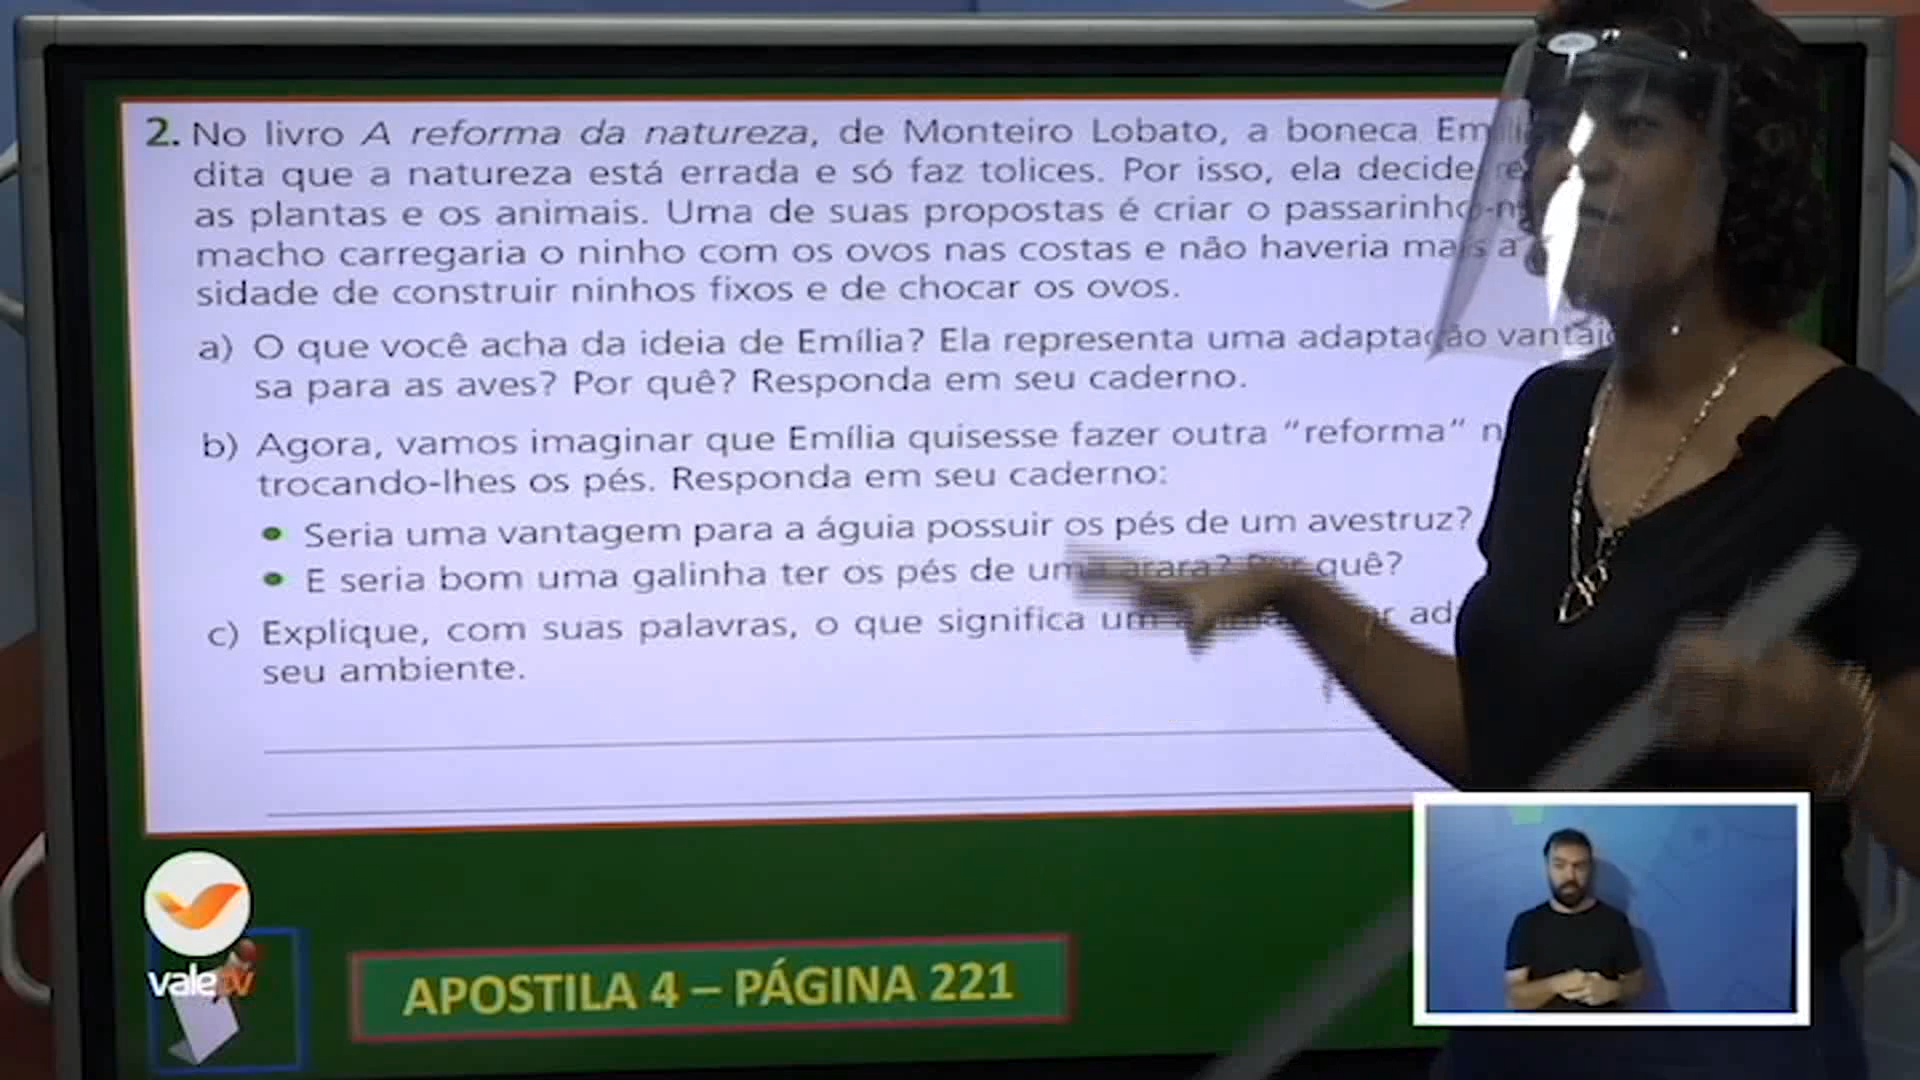 2. No livro A reforma da natureza, de Monteiro Lobato, a boneca
dita que a natureza está errada e só faz tolices. Por isso, ela decide
as plantas e os animais. Uma de suas propostas é criar o
macho carregaria o ninho com os ovos nas costas e não haveria mais a
sidade de construir ninhos fixos e de chocar os ovos.
a) O que você acha da ideia de Emília? Ela representa uma adaptação
sa para as aves? Por quê? Responda em seu caderno.
b) Agora, vamos imaginar que Emília quisesse fazer outra “reforma”
trocando-lhes os pés. Responda em seu caderno:
• Seria uma vantagem para a águia possuir os pés de um avestruz?
• E seria bom uma galinha ter os pés de uma arara? Por quê?
c) Explique, com suas palavras, o que significa um
seu ambiente.
valetv
APOSTILA 4 – PÁGINA 221